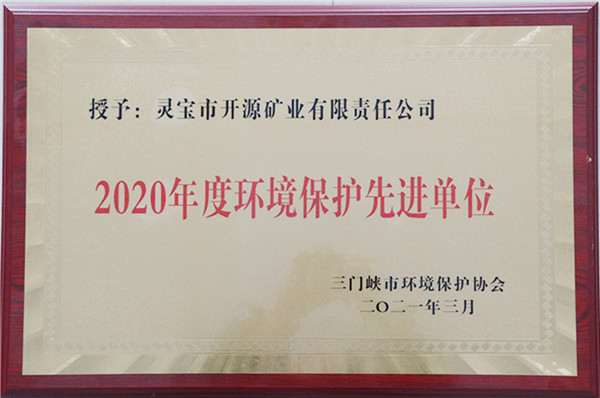 授予：灵宝市开源矿业有限责任公司
2020年度环境保护先进单位
三门峡市环境保护协会
二〇二一年三月